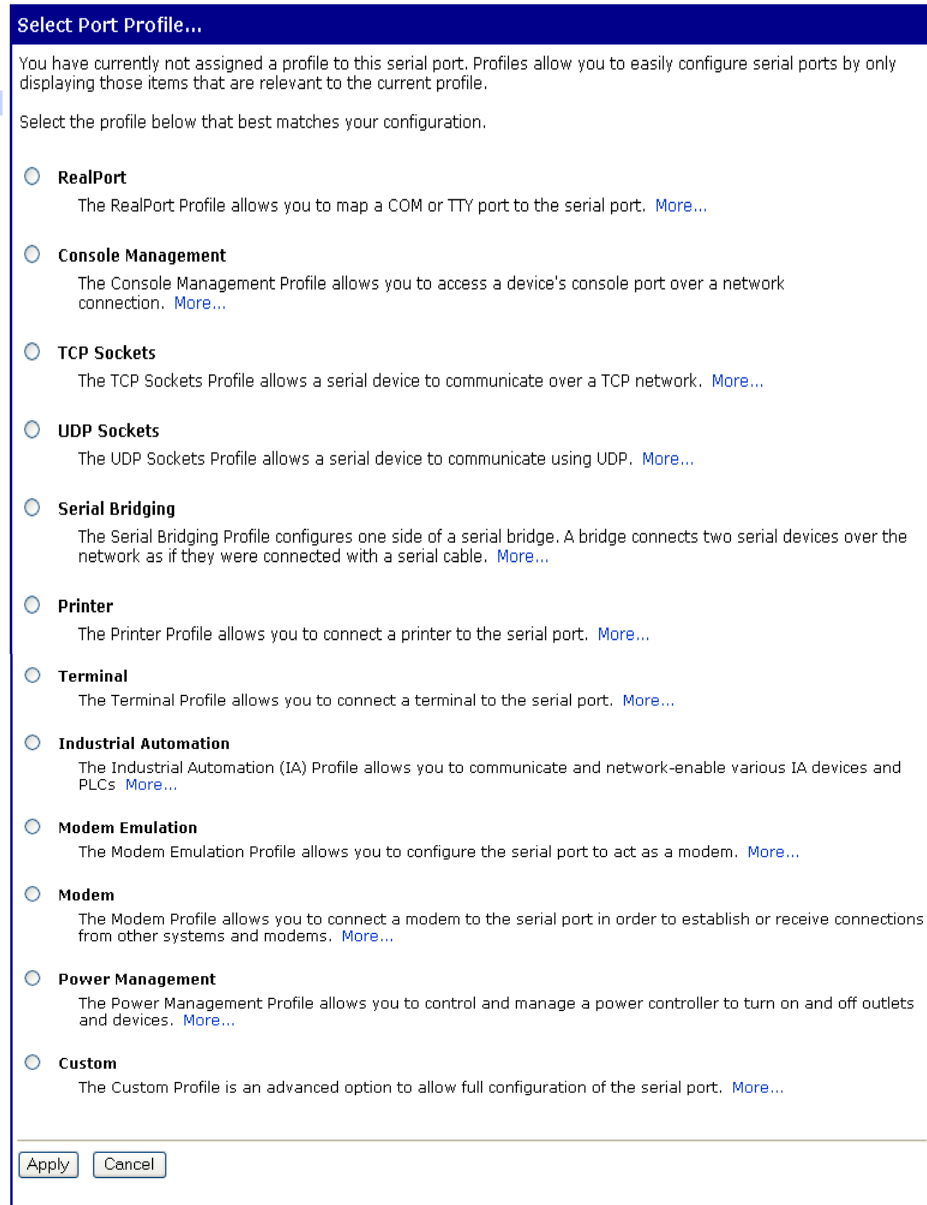 Select Port Profile...
You have currently not assigned a profile to this serial port. Profiles allow you to easily configure serial ports by only
displaying those items that are relevant to the current profile.
Select the profile below that best matches your configuration.
RealPort
The RealPort Profile allows you to map a COM or TTY port to the serial port. More...
Console Management
The Console Management Profile allows you to access a device's console port over a network
connection. More...
TCP Sockets
The TCP Sockets Profile allows a serial device to communicate over a TCP network. More...
UDP Sockets
The UDP Sockets Profile allows a serial device to communicate using UDP. More...
Serial Bridging
The Serial Bridging Profile configures one side of a serial bridge. A bridge connects two serial devices over the
network as if they were connected with a serial cable. More...
Printer
The Printer Profile allows you to connect a printer to the serial port. More...
Terminal
The Terminal Profile allows you to connect a terminal to the serial port. More...
Industrial Automation
The Industrial Automation (IA) Profile allows you to communicate and network-enable various IA devices and
PLCs More...
Modem Emulation
The Modem Emulation Profile allows you to configure the serial port to act as a modem. More...
Modem
The Modem Profile allows you to connect a modem to the serial port in order to establish or receive connections
from other systems and modems. More...
Power Management
The Power Management Profile allows you to control and manage a power controller to turn on and off outlets
and devices. More...
Custom
The Custom Profile is an advanced option to allow full configuration of the serial port. More...
Apply Cancel